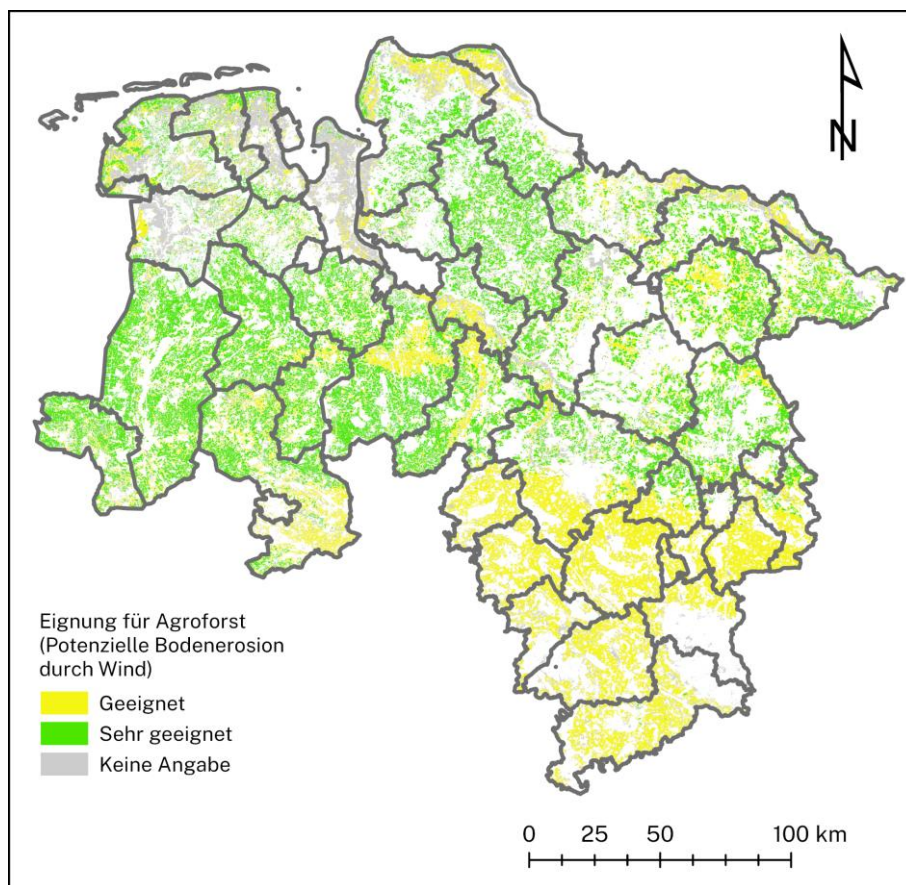 N
Eignung für Agroforst
(Potenzielle Bodenerosion
durch Wind)
Geeignet
Sehr geeignet
Keine Angabe
0 25 50 100 km